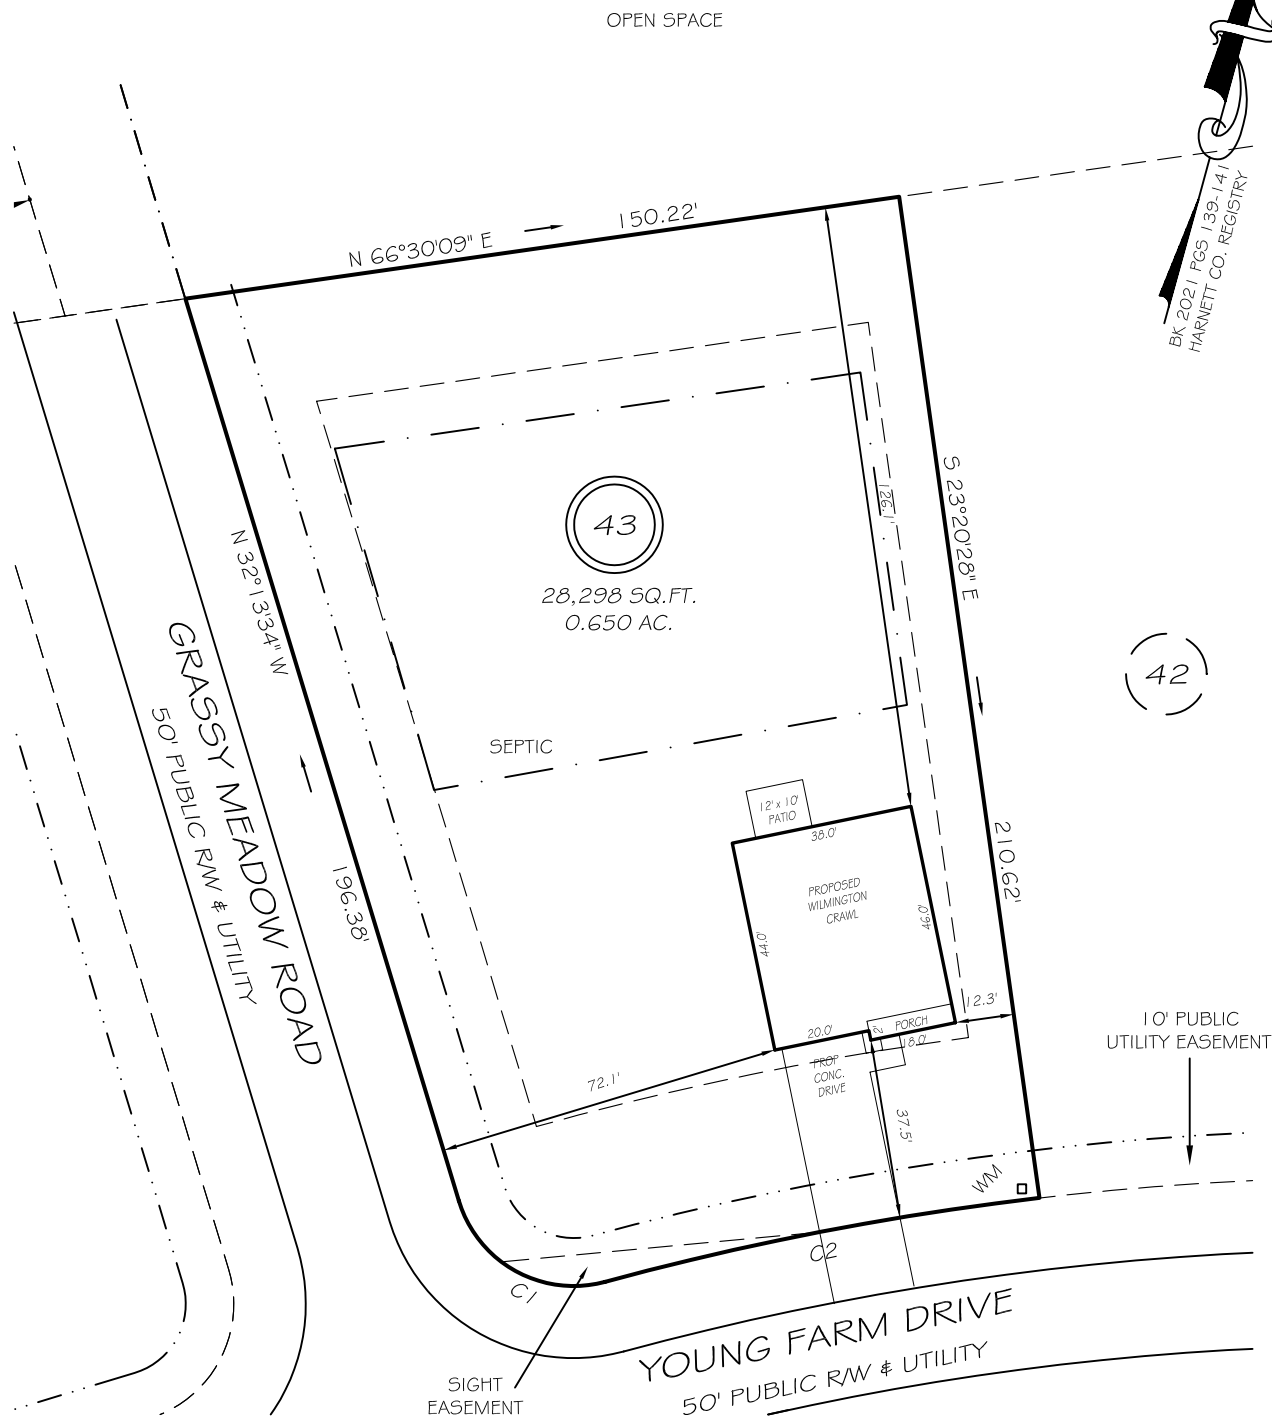 OPEN SPACE
BK 2021 PGS 139-141
HARNETT CO. REGISTRY
N 66°30'09" E
150.22'
S 23°20'28" E
210.62'
N 32°13'34" W
196.38'
126.1'
43
28,298 SQ.FT.
0.650 AC.
42
GRASSY MEADOW ROAD
50' PUBLIC R/W & UTILITY
SEPTIC
12' x 10'
PATIO
38.0'
PROPOSED
WILMINGTON
CRAWL
44.0'
46.0'
20.0'
2'
PORCH
18.0'
12.3'
72.1'
PROP
CONC.
DRIVE
37.5'
10' PUBLIC
UTILITY EASEMENT
WM
C2
C1
YOUNG FARM DRIVE
50' PUBLIC R/W & UTILITY
SIGHT
EASEMENT